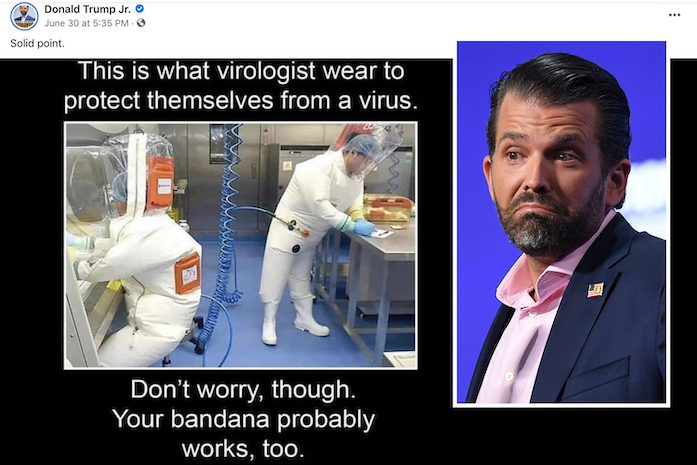 Donald Trump Jr.
June 30 at 5:35 PM ·
Solid point.
This is what virologist wear to
protect themselves from a virus.
Don't worry, though.
Your bandana probably
works, too.